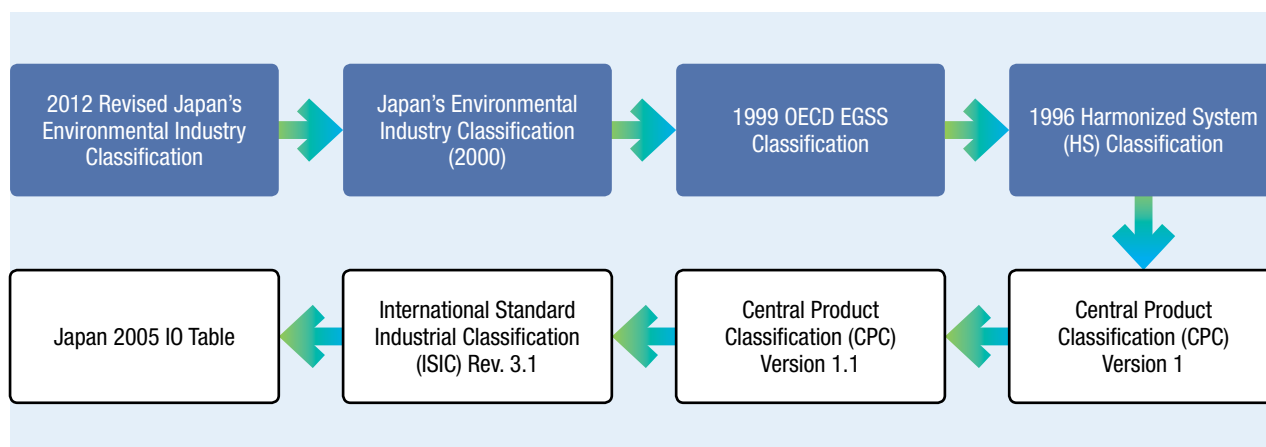 2012 Revised Japan's
Environmental Industry
Classification
Japan's Environmental
Industry Classification
(2000)
1999 OECD EGSS
Classification
1996 Harmonized System
(HS) Classification
Japan 2005 IO Table
International Standard
Industrial Classification
(ISIC) Rev. 3.1
Central Product
Classification (CPC)
Version 1.1
Central Product
Classification (CPC)
Version 1